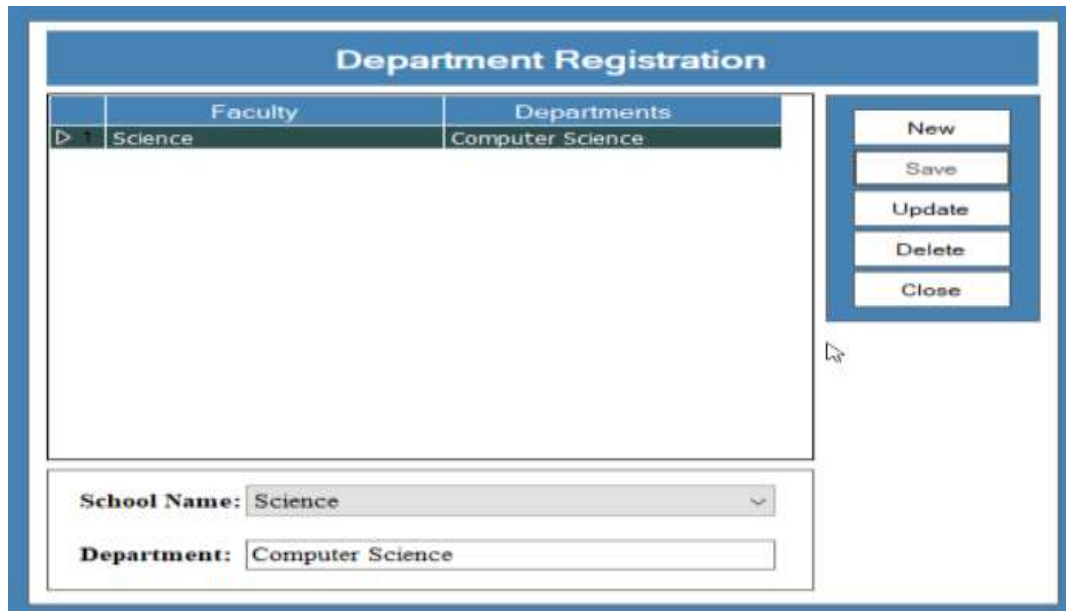 Department Registration
Faculty Departments
1 Science Computer Science
New
Save
Update
Delete
Close
School Name: Science
Department: Computer Science